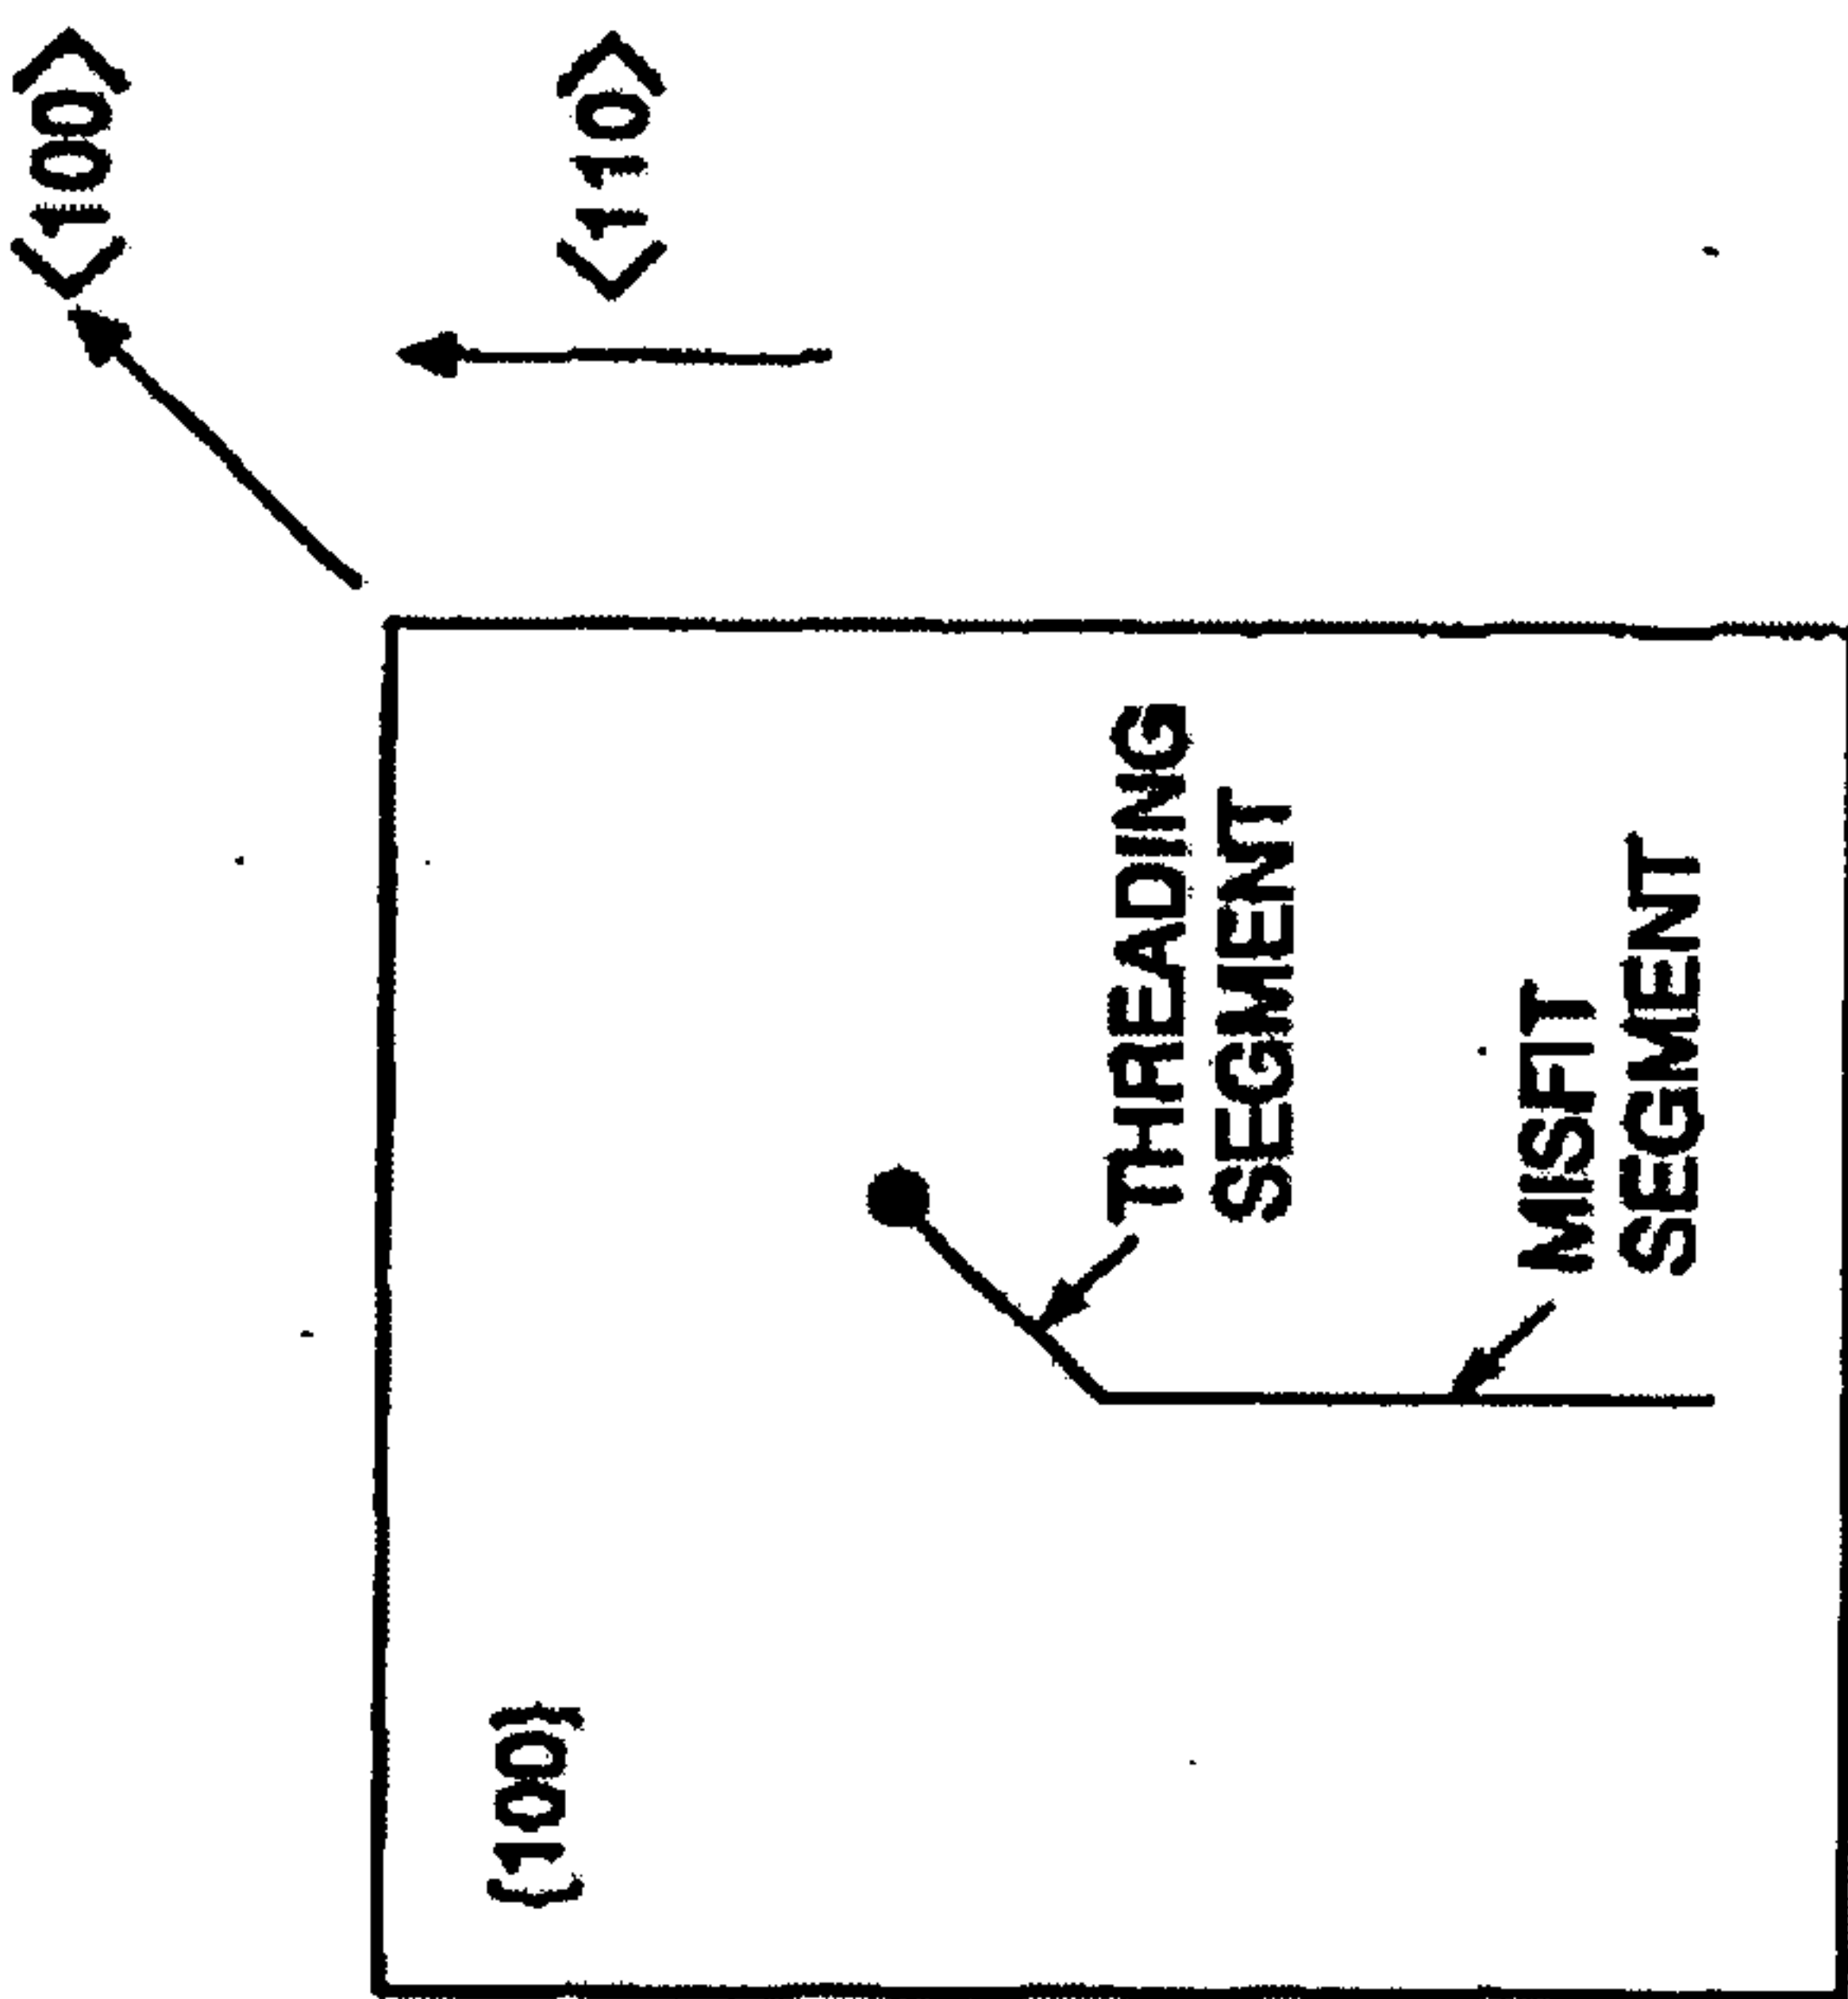 <100>
<110>
(100)
THREADING
SEGMENT
MISFIT
SEGMENT